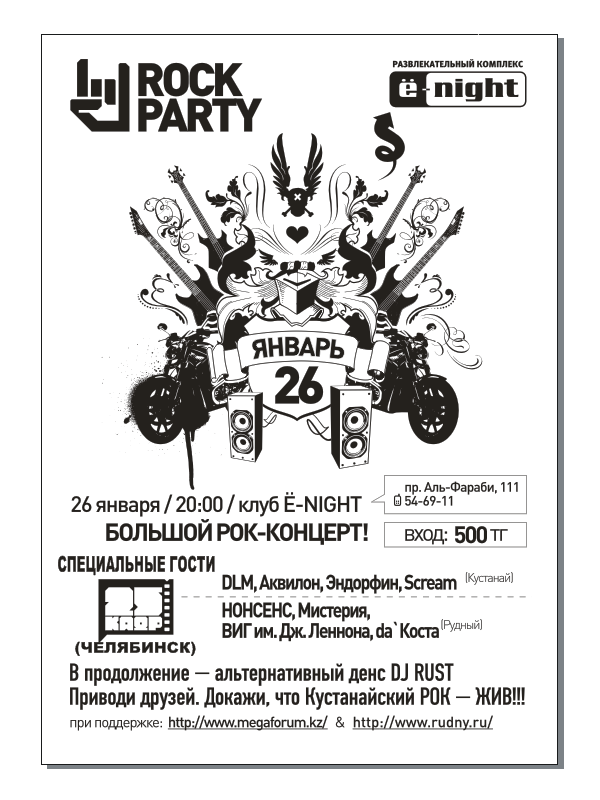 ROCK
PARTY
РАЗВЛЕКАТЕЛЬНЫЙ КОМПЛЕКС
ё-night
ЯНВАРЬ
26
26 января / 20:00 / клуб Ё-NIGHT
пр. Аль-Фараби, 111
54-69-11
БОЛЬШОЙ РОК-КОНЦЕРТ!
ВХОД: 500 ТГ
СПЕЦИАЛЬНЫЕ ГОСТИ
DLM, Аквилон, Эндорфин, Scream (Кустанай)
НОНСЕНС, Мистерия,
ВИГ им. Дж. Леннона, da`Коста (Рудный)
(ЧЕЛЯБИНСК)
В продолжение — альтернативный денс DJ RUST
Приводи друзей. Докажи, что Кустанайский РОК — ЖИВ!!!
при поддержке: http://www.megaforum.kz/ & http://www.rudny.ru/